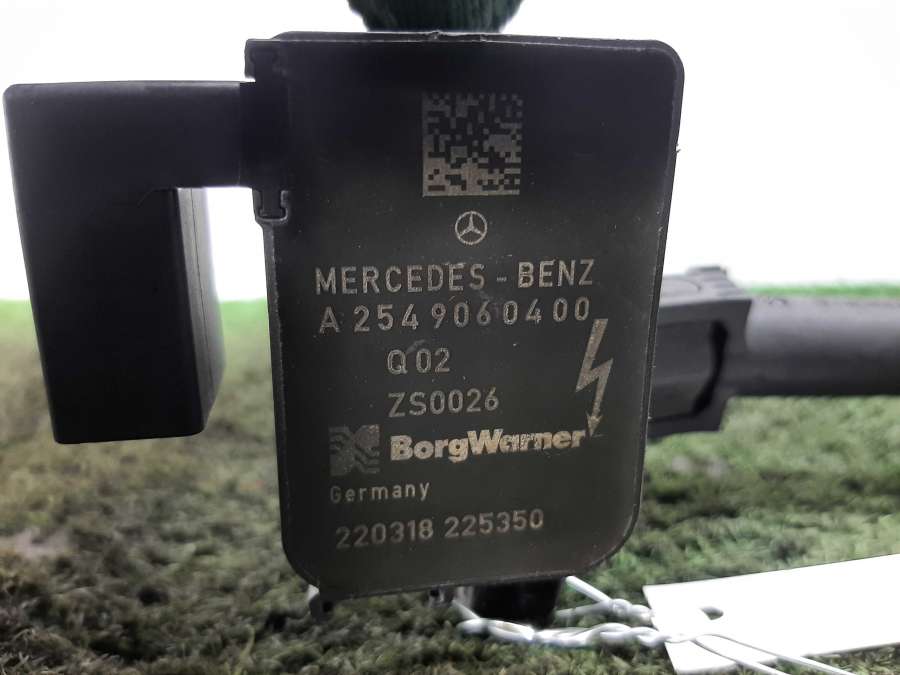 MERCEDES-BENZ
A 254 906 04 00
Q 02
ZS0026
BorgWarner
Germany
220318 225350